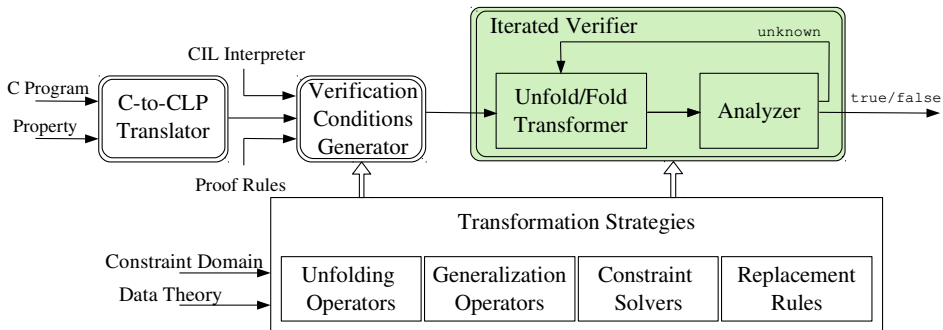 Iterated Verifier
unknown
CIL Interpreter
C Program
Property
C-to-CLP
Translator
Verification
Conditions
Generator
Unfold/Fold
Transformer
Analyzer
true/false
Proof Rules
Transformation Strategies
Constraint Domain
Data Theory
Unfolding
Operators
Generalization
Operators
Constraint
Solvers
Replacement
Rules